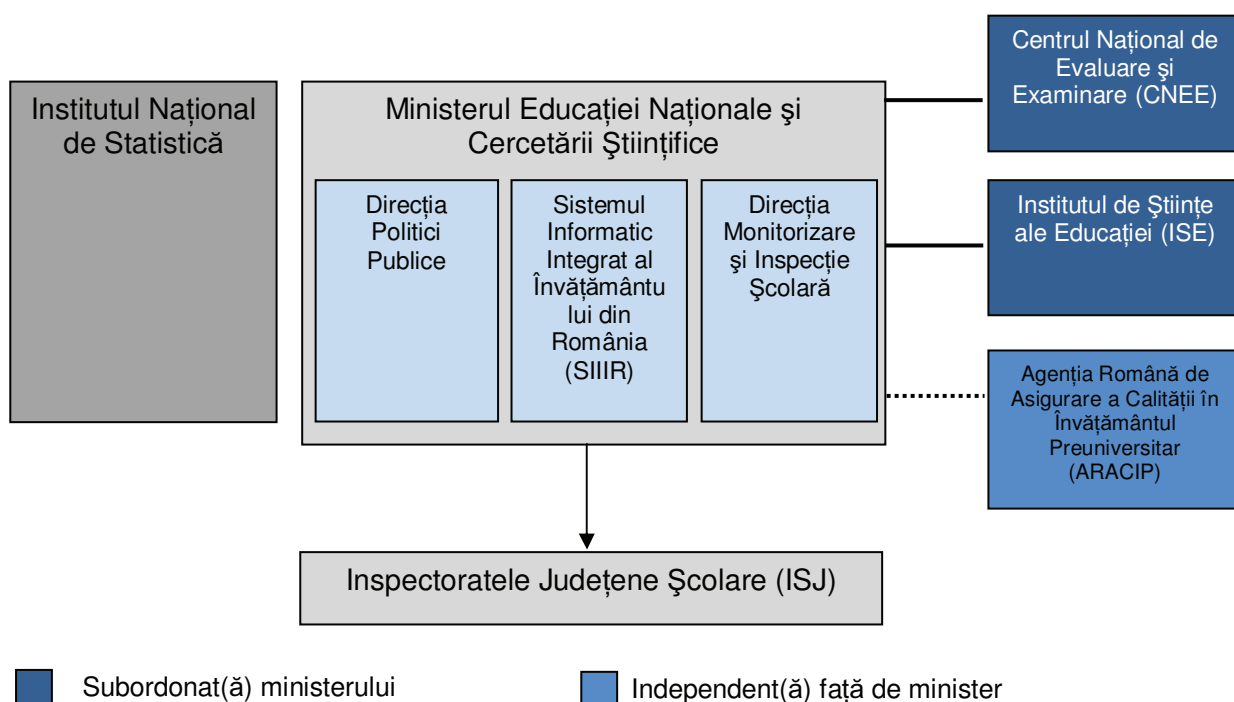 Institutul Național
de Statistică
Ministerul Educației Naționale şi
Cercetării Ştiințifice
Direcția
Politici
Publice
Sistemul
Informatic
Integrat al
Învățământu
lui din
România
(SIIIR)
Direcția
Monitorizare
şi Inspecție
Şcolară
Centrul Național de
Evaluare şi
Examinare (CNEE)
Institutul de Ştiințe
ale Educației (ISE)
Agenția Română de
Asigurare a Calității în
Învățământul
Preuniversitar
(ARACIP)
Inspectoratele Județene Şcolare (ISJ)
Subordonat(ă) ministerului
Independent(ă) față de minister